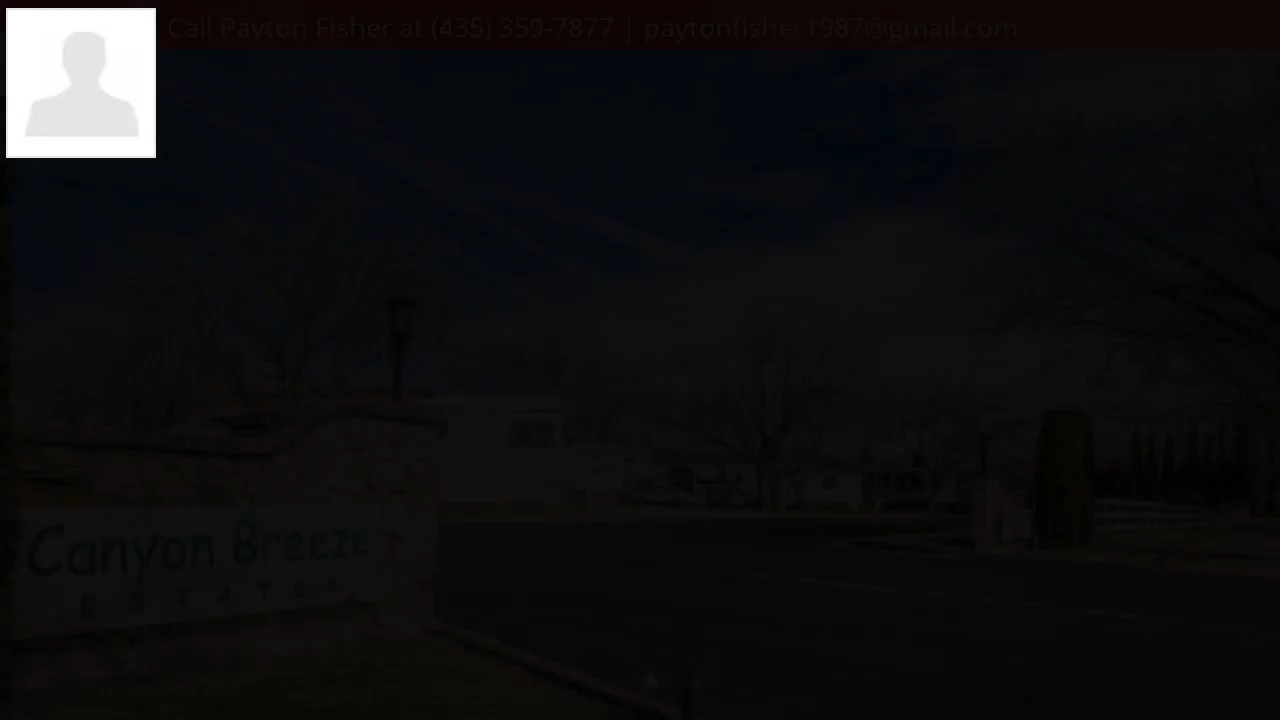 Call Payton Fisher at (435) 359-7877 | paytonfisher1987@gmail.com
Canyon Breeze
ESTATES